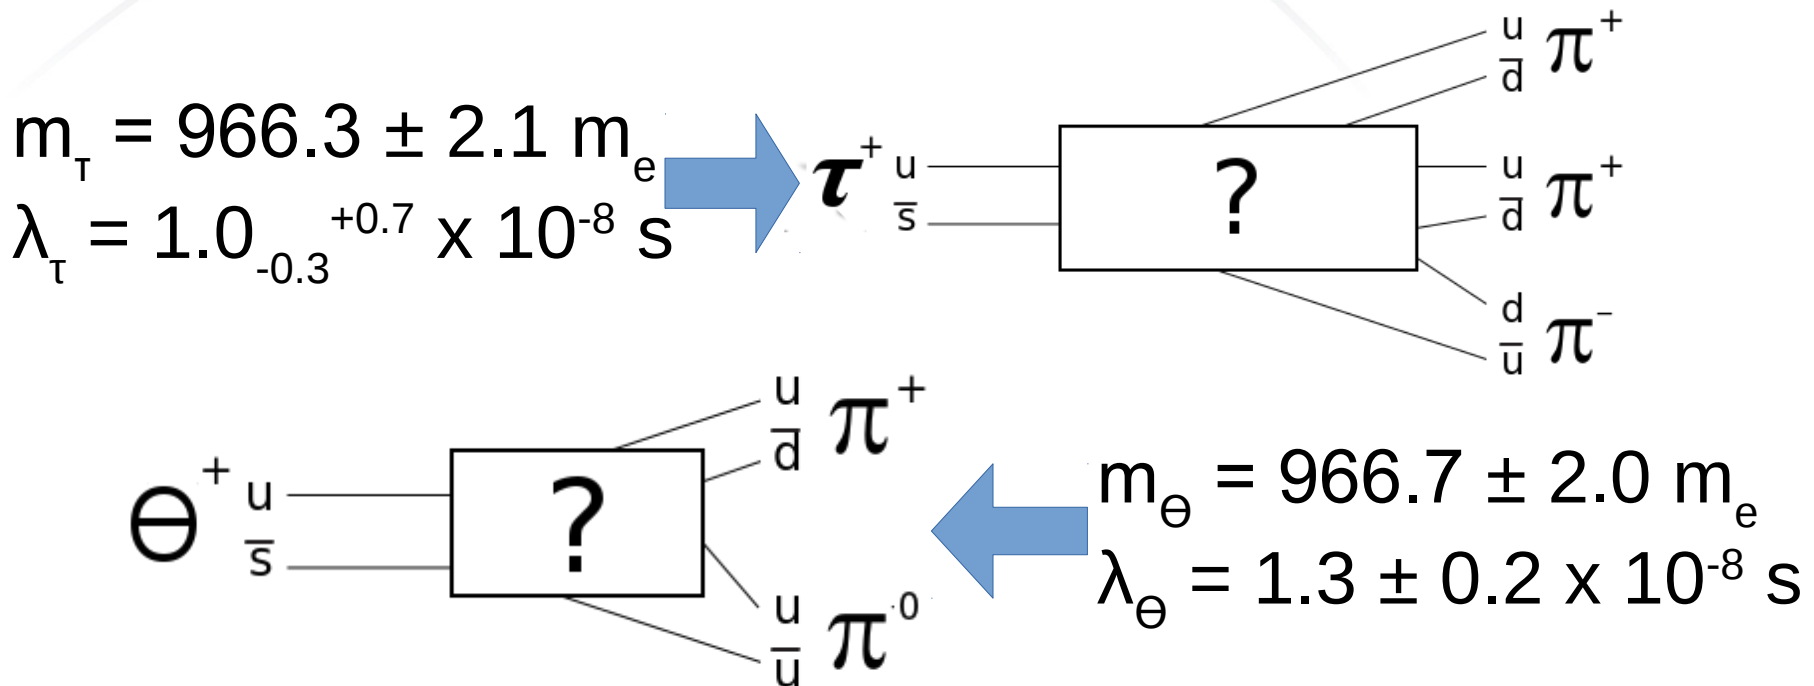 m_τ = 966.3 ± 2.1 m_e
λ_τ = 1.0_-0.3^+0.7 x 10^-8 s
τ^+ u
s̅
?
u π^+
d̅
u π^+
d̅
d π^-
u̅
Θ^+ u
s̅
?
u π^+
d̅
u π^0
u̅
m_Θ = 966.7 ± 2.0 m_e
λ_Θ = 1.3 ± 0.2 x 10^-8 s